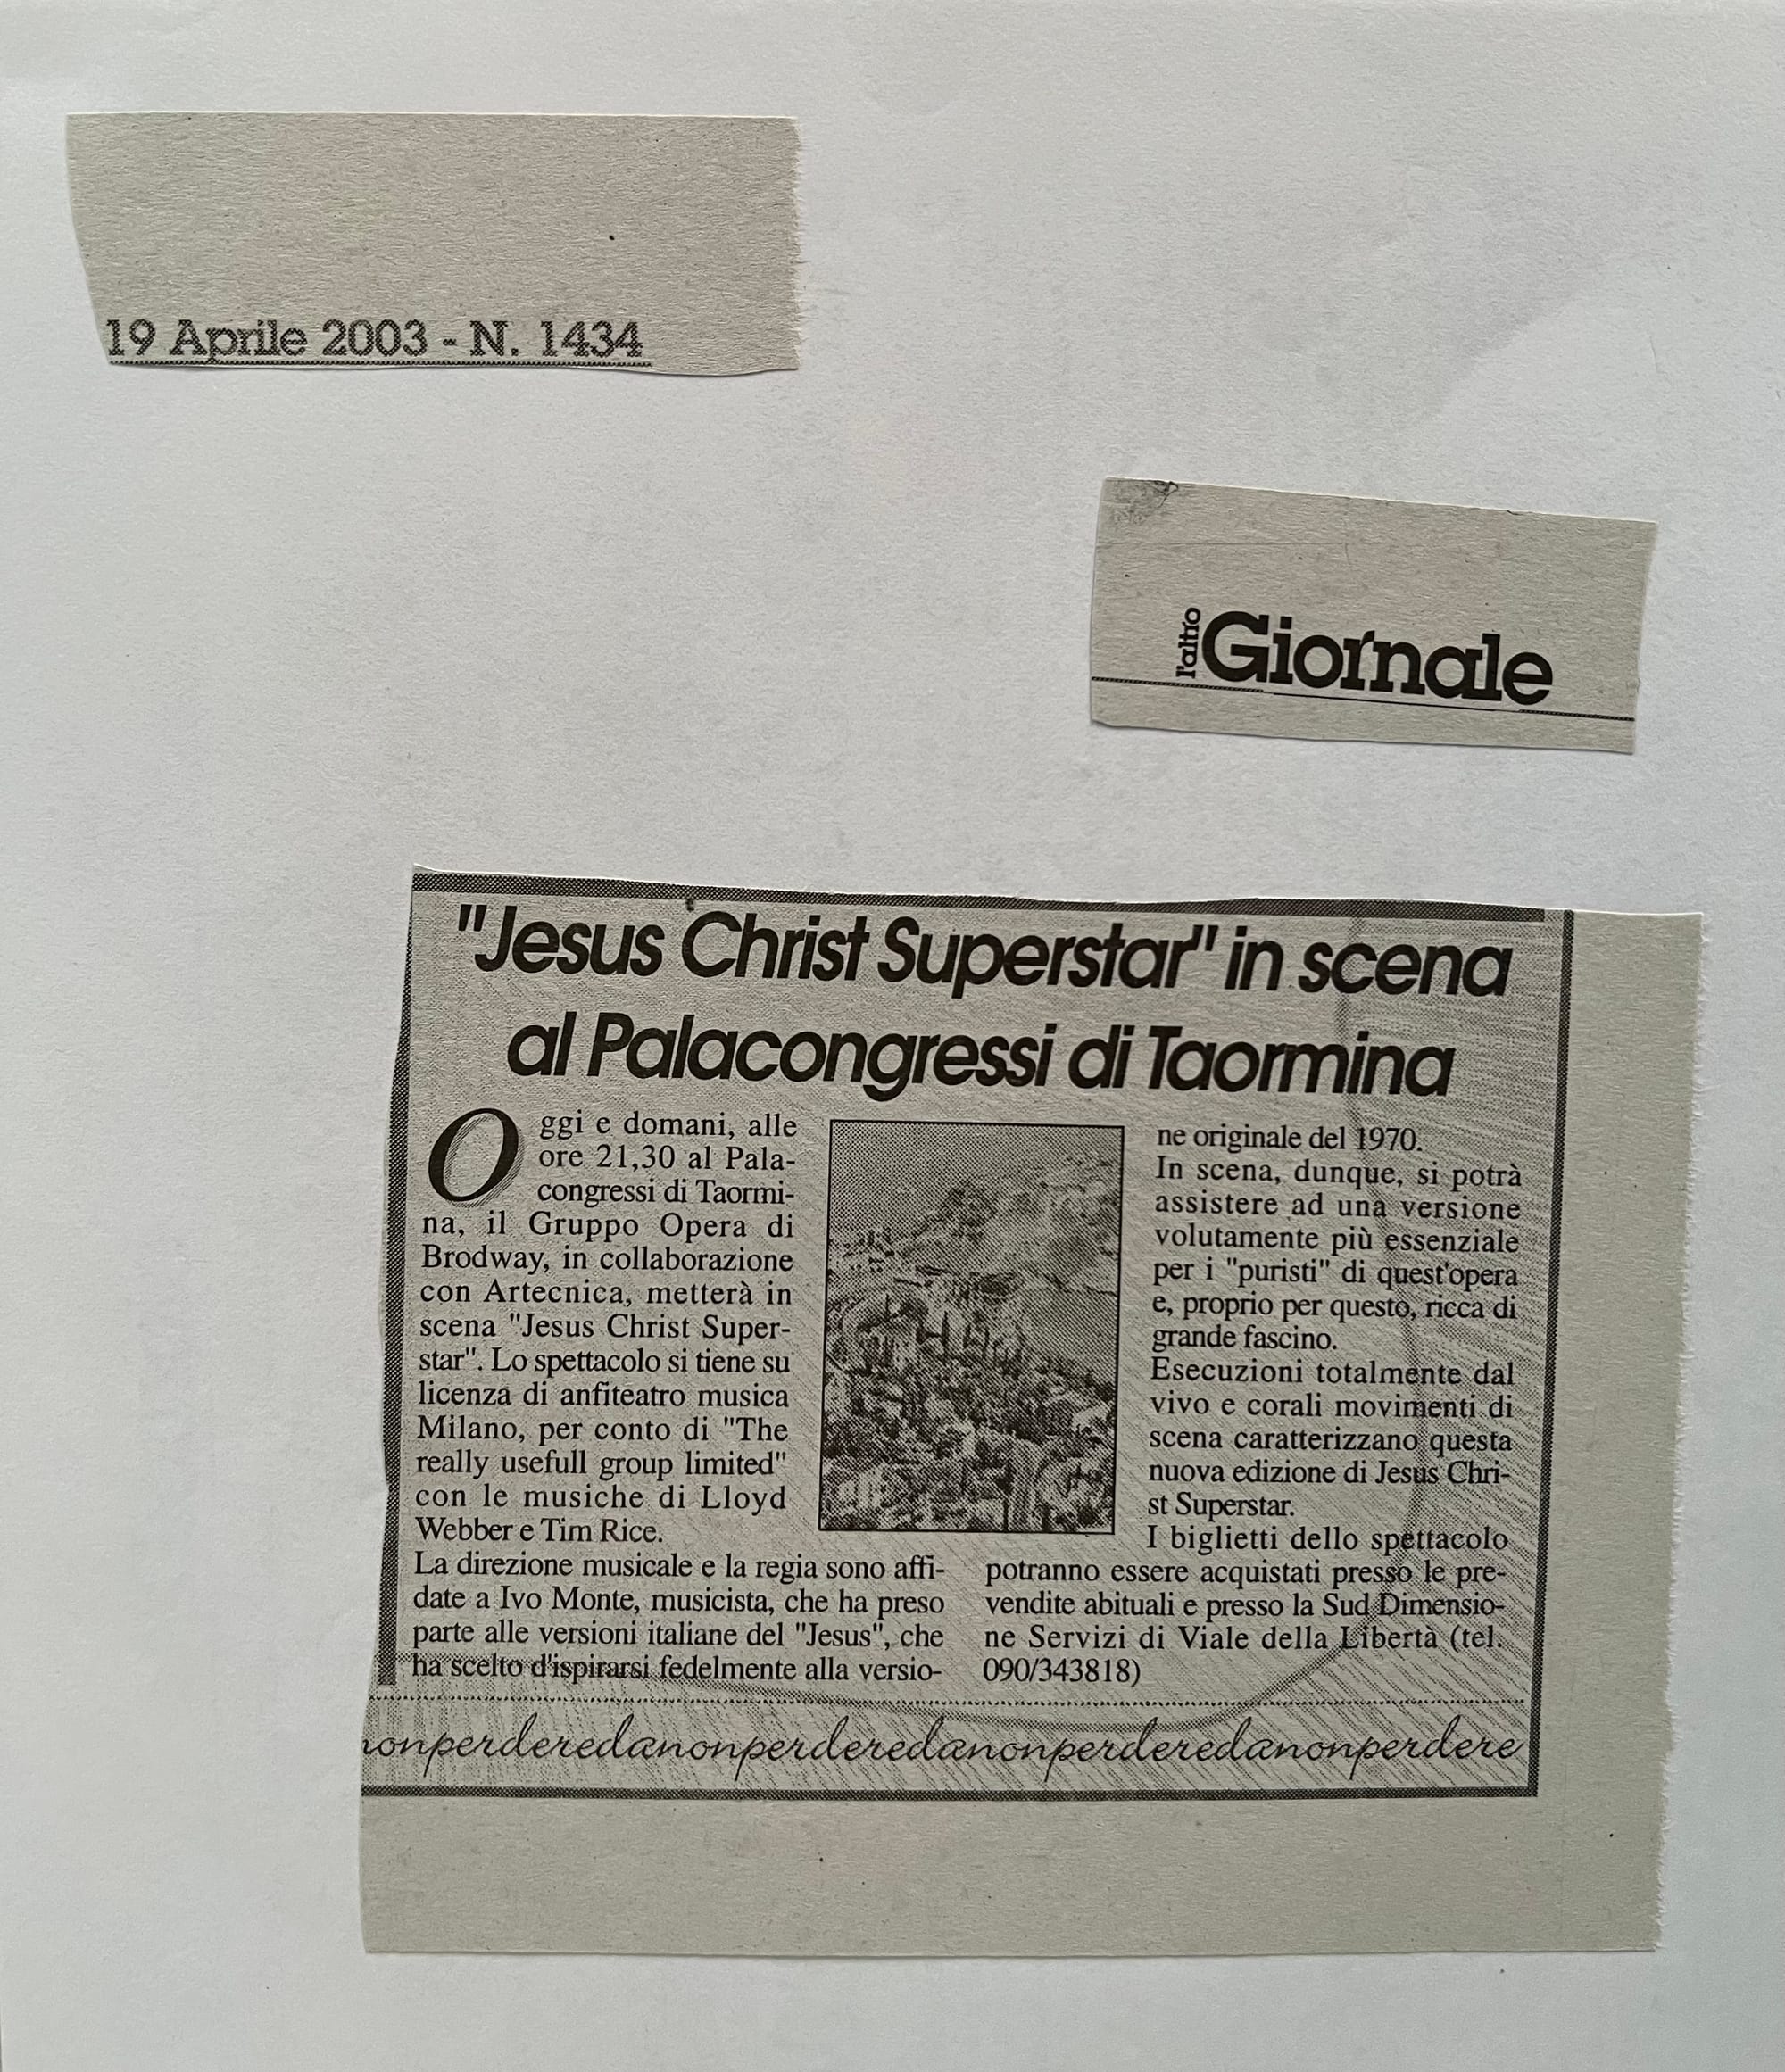 19 Aprile 2003 - N. 1434
l'altro
Giornale
"Jesus Christ Superstar" in scena
al Palacongressi di Taormina
Oggi e domani, alle
ore 21,30 al Pala-
congressi di Taormi-
na, il Gruppo Opera di
Brodway, in collaborazione
con Artecnica, metterà in
scena "Jesus Christ Super-
star". Lo spettacolo si tiene su
licenza di anfiteatro musica
Milano, per conto di "The
really usefull group limited"
con le musiche di Lloyd
Webber e Tim Rice.
La direzione musicale e la regia sono affi-
date a Ivo Monte, musicista, che ha preso
parte alle versioni italiane del "Jesus", che
ha scelto d'ispirarsi fedelmente alla versio-
ne originale del 1970.
In scena, dunque, si potrà
assistere ad una versione
volutamente più essenziale
per i "puristi" di quest'opera
e, proprio per questo, ricca di
grande fascino.
Esecuzioni totalmente dal
vivo e corali movimenti di
scena caratterizzano questa
nuova edizione di Jesus Chri-
st Superstar.
I biglietti dello spettacolo
potranno essere acquistati presso le pre-
vendite abituali e presso la Sud Dimensio-
ne Servizi di Viale della Libertà (tel.
090/343818)
nonperderedanonperderedanonperderedanonperdere